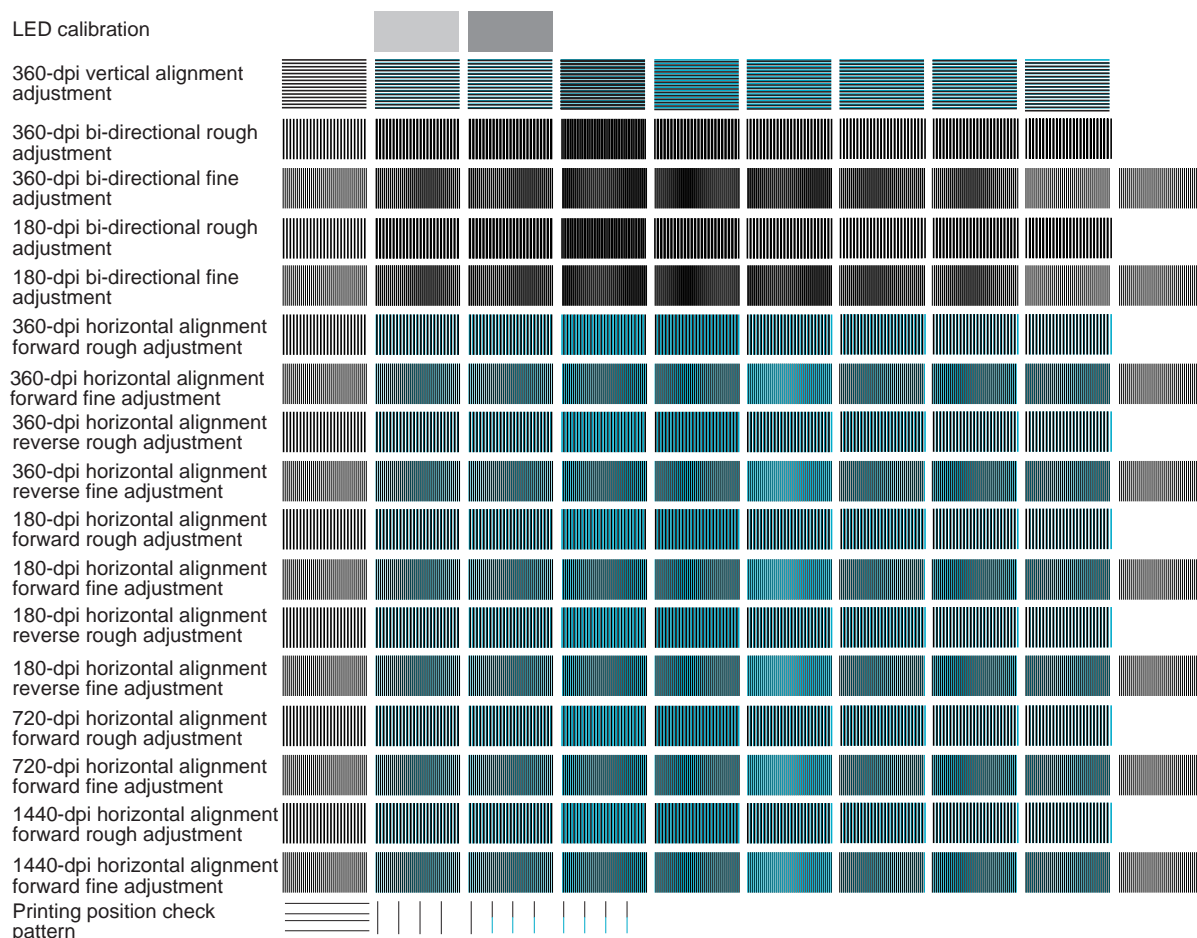 LED calibration
360-dpi vertical alignment
adjustment
360-dpi bi-directional rough
adjustment
360-dpi bi-directional fine
adjustment
180-dpi bi-directional rough
adjustment
180-dpi bi-directional fine
adjustment
360-dpi horizontal alignment
forward rough adjustment
360-dpi horizontal alignment
forward fine adjustment
360-dpi horizontal alignment
reverse rough adjustment
360-dpi horizontal alignment
reverse fine adjustment
180-dpi horizontal alignment
forward rough adjustment
180-dpi horizontal alignment
forward fine adjustment
180-dpi horizontal alignment
reverse rough adjustment
180-dpi horizontal alignment
reverse fine adjustment
720-dpi horizontal alignment
forward rough adjustment
720-dpi horizontal alignment
forward fine adjustment
1440-dpi horizontal alignment
forward rough adjustment
1440-dpi horizontal alignment
forward fine adjustment
Printing position check
pattern